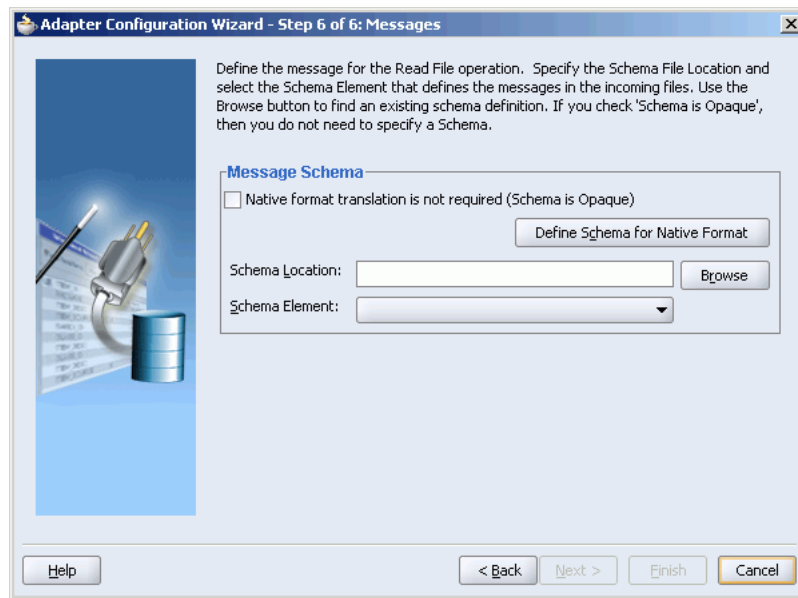 Adapter Configuration Wizard - Step 6 of 6: Messages
Define the message for the Read File operation. Specify the Schema File Location and
select the Schema Element that defines the messages in the incoming files. Use the
Browse button to find an existing schema definition. If you check 'Schema is Opaque',
then you do not need to specify a Schema.
Message Schema
Native format translation is not required (Schema is Opaque)
Define Schema for Native Format
Schema Location:
Browse
Schema Element:
Help
< Back
Next >
Finish
Cancel